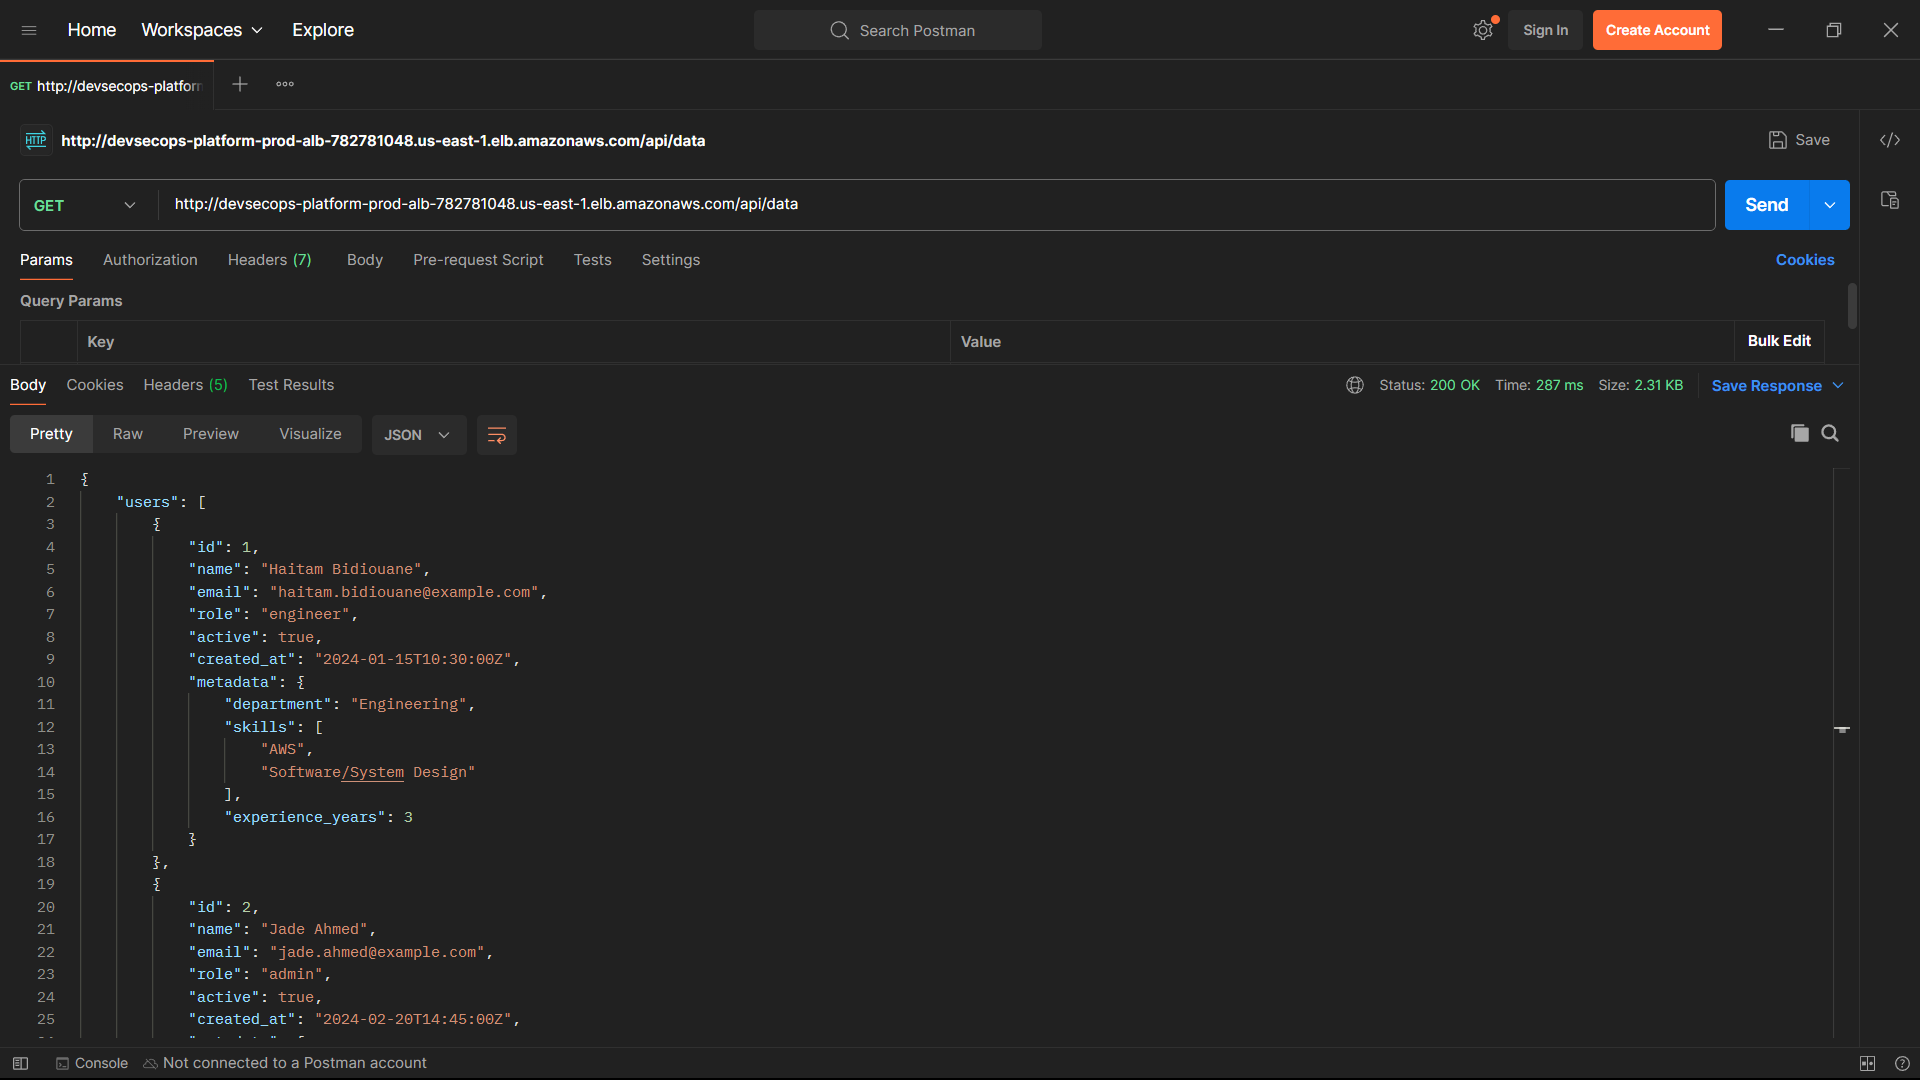 Home Workspaces Explore Search Postman Sign In Create Account
GET http://devsecops-platfor
HTTP http://devsecops-platform-prod-alb-782781048.us-east-1.elb.amazonaws.com/api/data Save
GET http://devsecops-platform-prod-alb-782781048.us-east-1.elb.amazonaws.com/api/data Send
Params Authorization Headers (7) Body Pre-request Script Tests Settings Cookies
Query Params
Key Value Bulk Edit
Body Cookies Headers (5) Test Results Status: 200 OK Time: 287 ms Size: 2.31 KB Save Response
Pretty Raw Preview Visualize JSON
1 {
2 "users": [
3 {
4 "id": 1,
5 "name": "Haitam Bidiouane",
6 "email": "haitam.bidiouane@example.com",
7 "role": "engineer",
8 "active": true,
9 "created_at": "2024-01-15T10:30:00Z",
10 "metadata": {
11 "department": "Engineering",
12 "skills": [
13 "AWS",
14 "Software/System Design"
15 ],
16 "experience_years": 3
17 }
18 },
19 {
20 "id": 2,
21 "name": "Jade Ahmed",
22 "email": "jade.ahmed@example.com",
23 "role": "admin",
24 "active": true,
25 "created_at": "2024-02-20T14:45:00Z",
Console Not connected to a Postman account